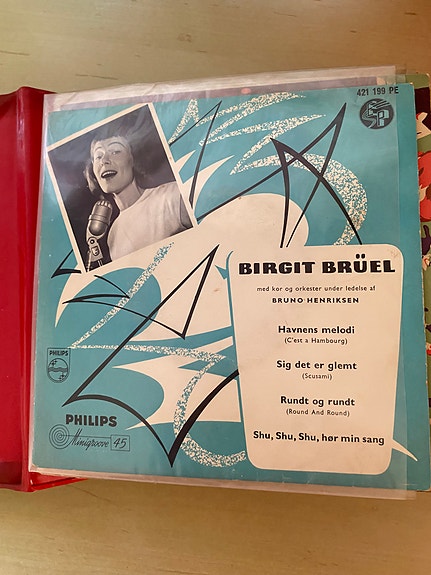 421 199 PE
BIRGIT BRÜEL
med kor og orkester under ledelse af
BRUNO HENRIKSEN
Havnens melodi
(C'est a Hambourg)
Sig det er glemt
(Scusami)
Rundt og rundt
(Round And Round)
Shu, Shu, Shu, hør min sang
PHILIPS
PHILIPS
Minigroove 45